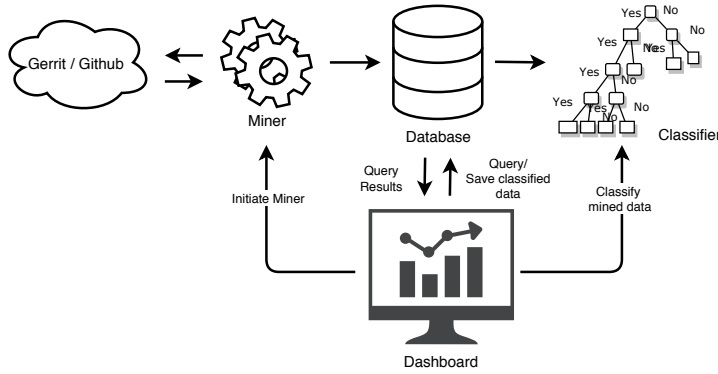 Yes
No
Gerrit / Github
Yes
No
No
Yes
No
Yes
Yes
No
No
Miner
Database
Classifier
Query
Results
Query/
Save classified
data
Initiate Miner
Classify
mined data
Dashboard